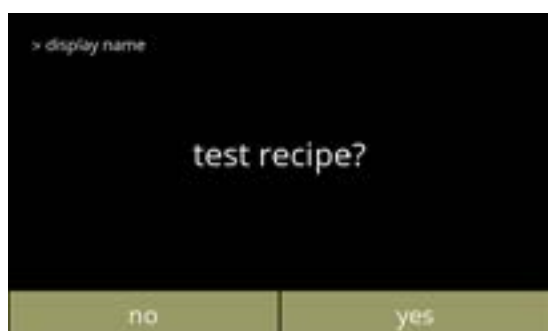 > display name
test recipe?
no
yes